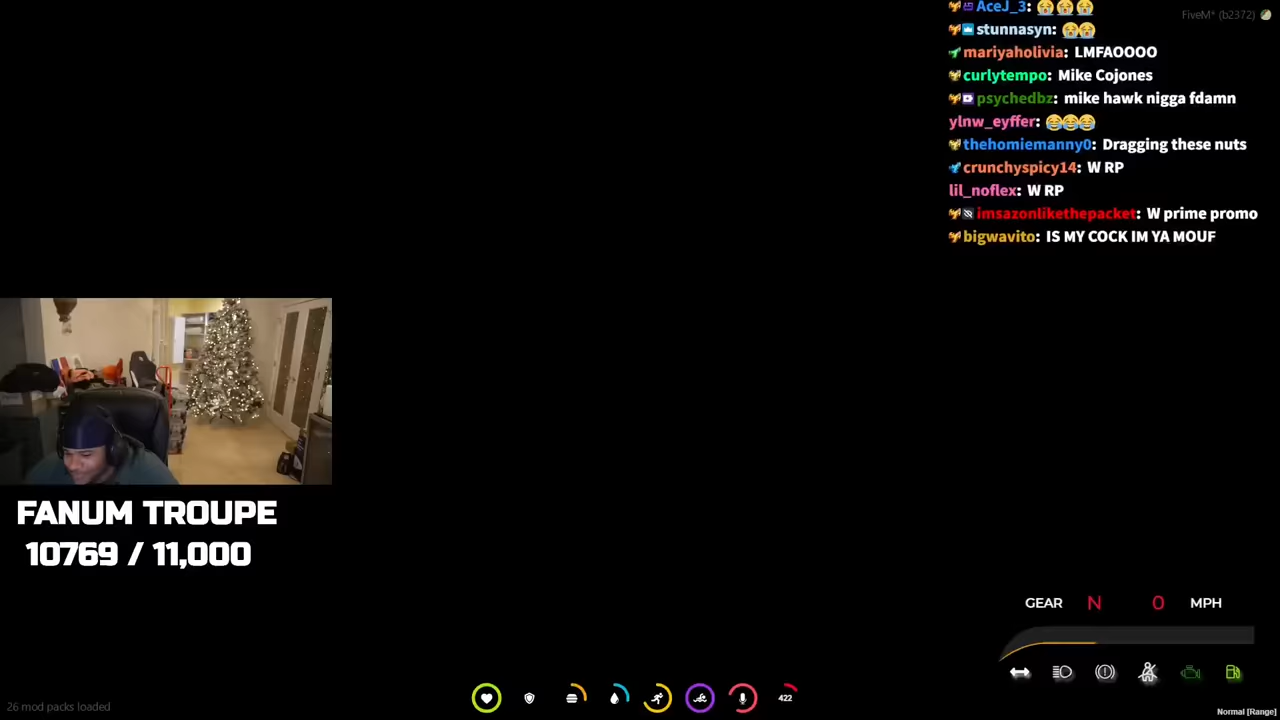 AceJ_3: 😭😭😭
FiveM* (b2372)
stunnasyn: 😭😭
mariyaholivia: LMFAOOOO
curlytempo: Mike Cojones
psychedbz: mike hawk nigga fdamn
ylnw_eyffer: 😂😂😂
thehomiemanny0: Dragging these nuts
crunchyspicy14: W RP
lil_noflex: W RP
imsazonlikethepacket: W prime promo
bigwavito: IS MY COCK IM YA MOUF
FANUM TROUPE
10769 / 11,000
GEAR N 0 MPH
422
26 mod packs loaded
Normal [Range]